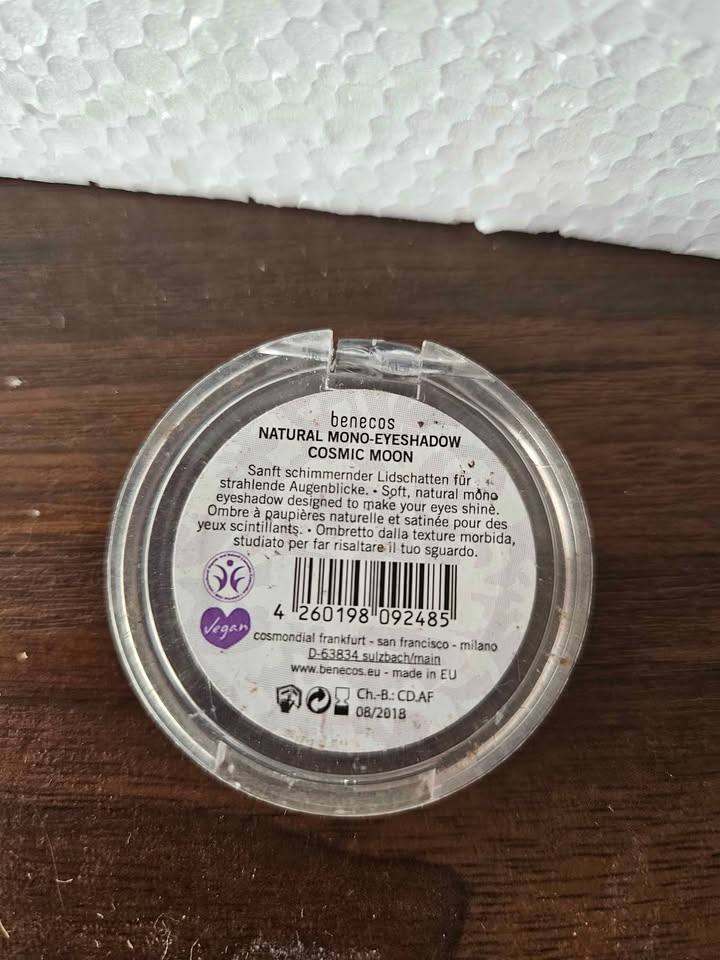 benecos
NATURAL MONO-EYESHADOW
COSMIC MOON
Sanft schimmernder Lidschatten für
strahlende Augenblicke. • Soft, natural mono
eyeshadow designed to make your eyes shine.
Ombre à paupières naturelle et satinée pour des
yeux scintillants. • Ombretto dalla texture morbida,
studiato per far risaltare il tuo sguardo.
4 260198 092485
vegan
cosmondial frankfurt - san francisco - milano
D-63834 sulzbach/main
www.benecos.eu - made in EU
Ch.-B.: CD.AF
08/2018